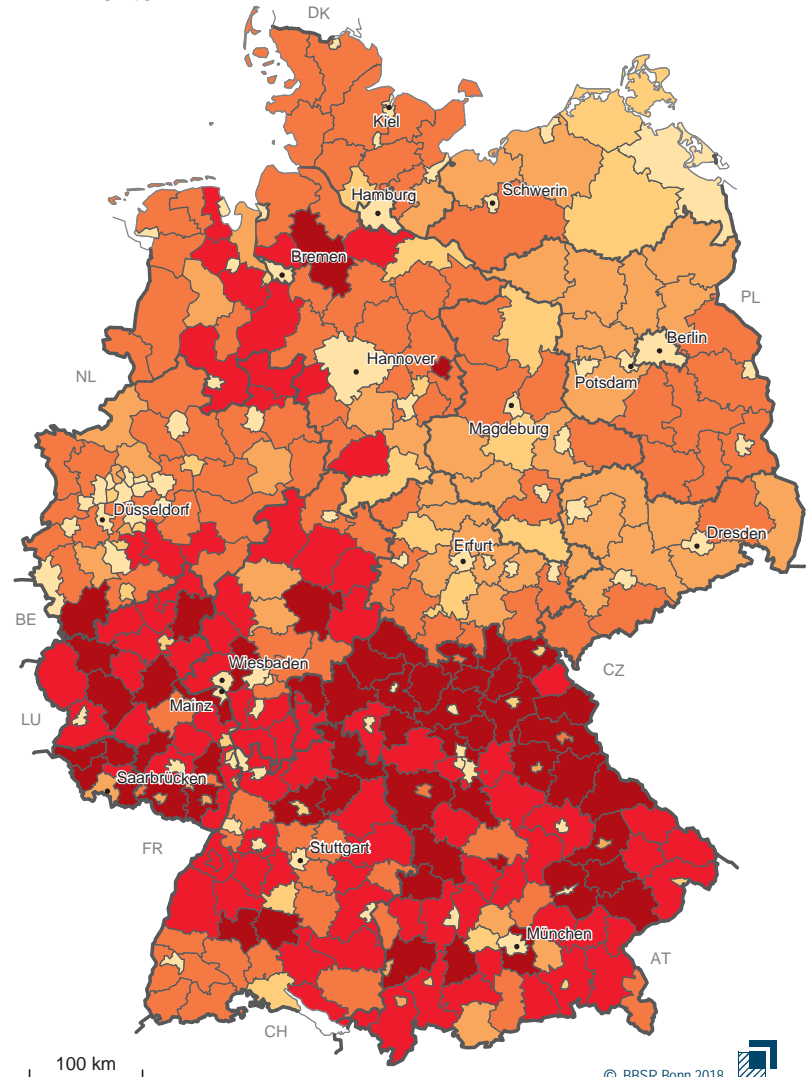 DK
Kiel
Hamburg
Schwerin
Bremen
PL
Berlin
Hannover
Potsdam
NL
Magdeburg
Düsseldorf
Dresden
Erfurt
BE
Wiesbaden
CZ
Mainz
LU
Saarbrücken
FR
Stuttgart
München
AT
CH
100 km
© BBSR Bonn 2018